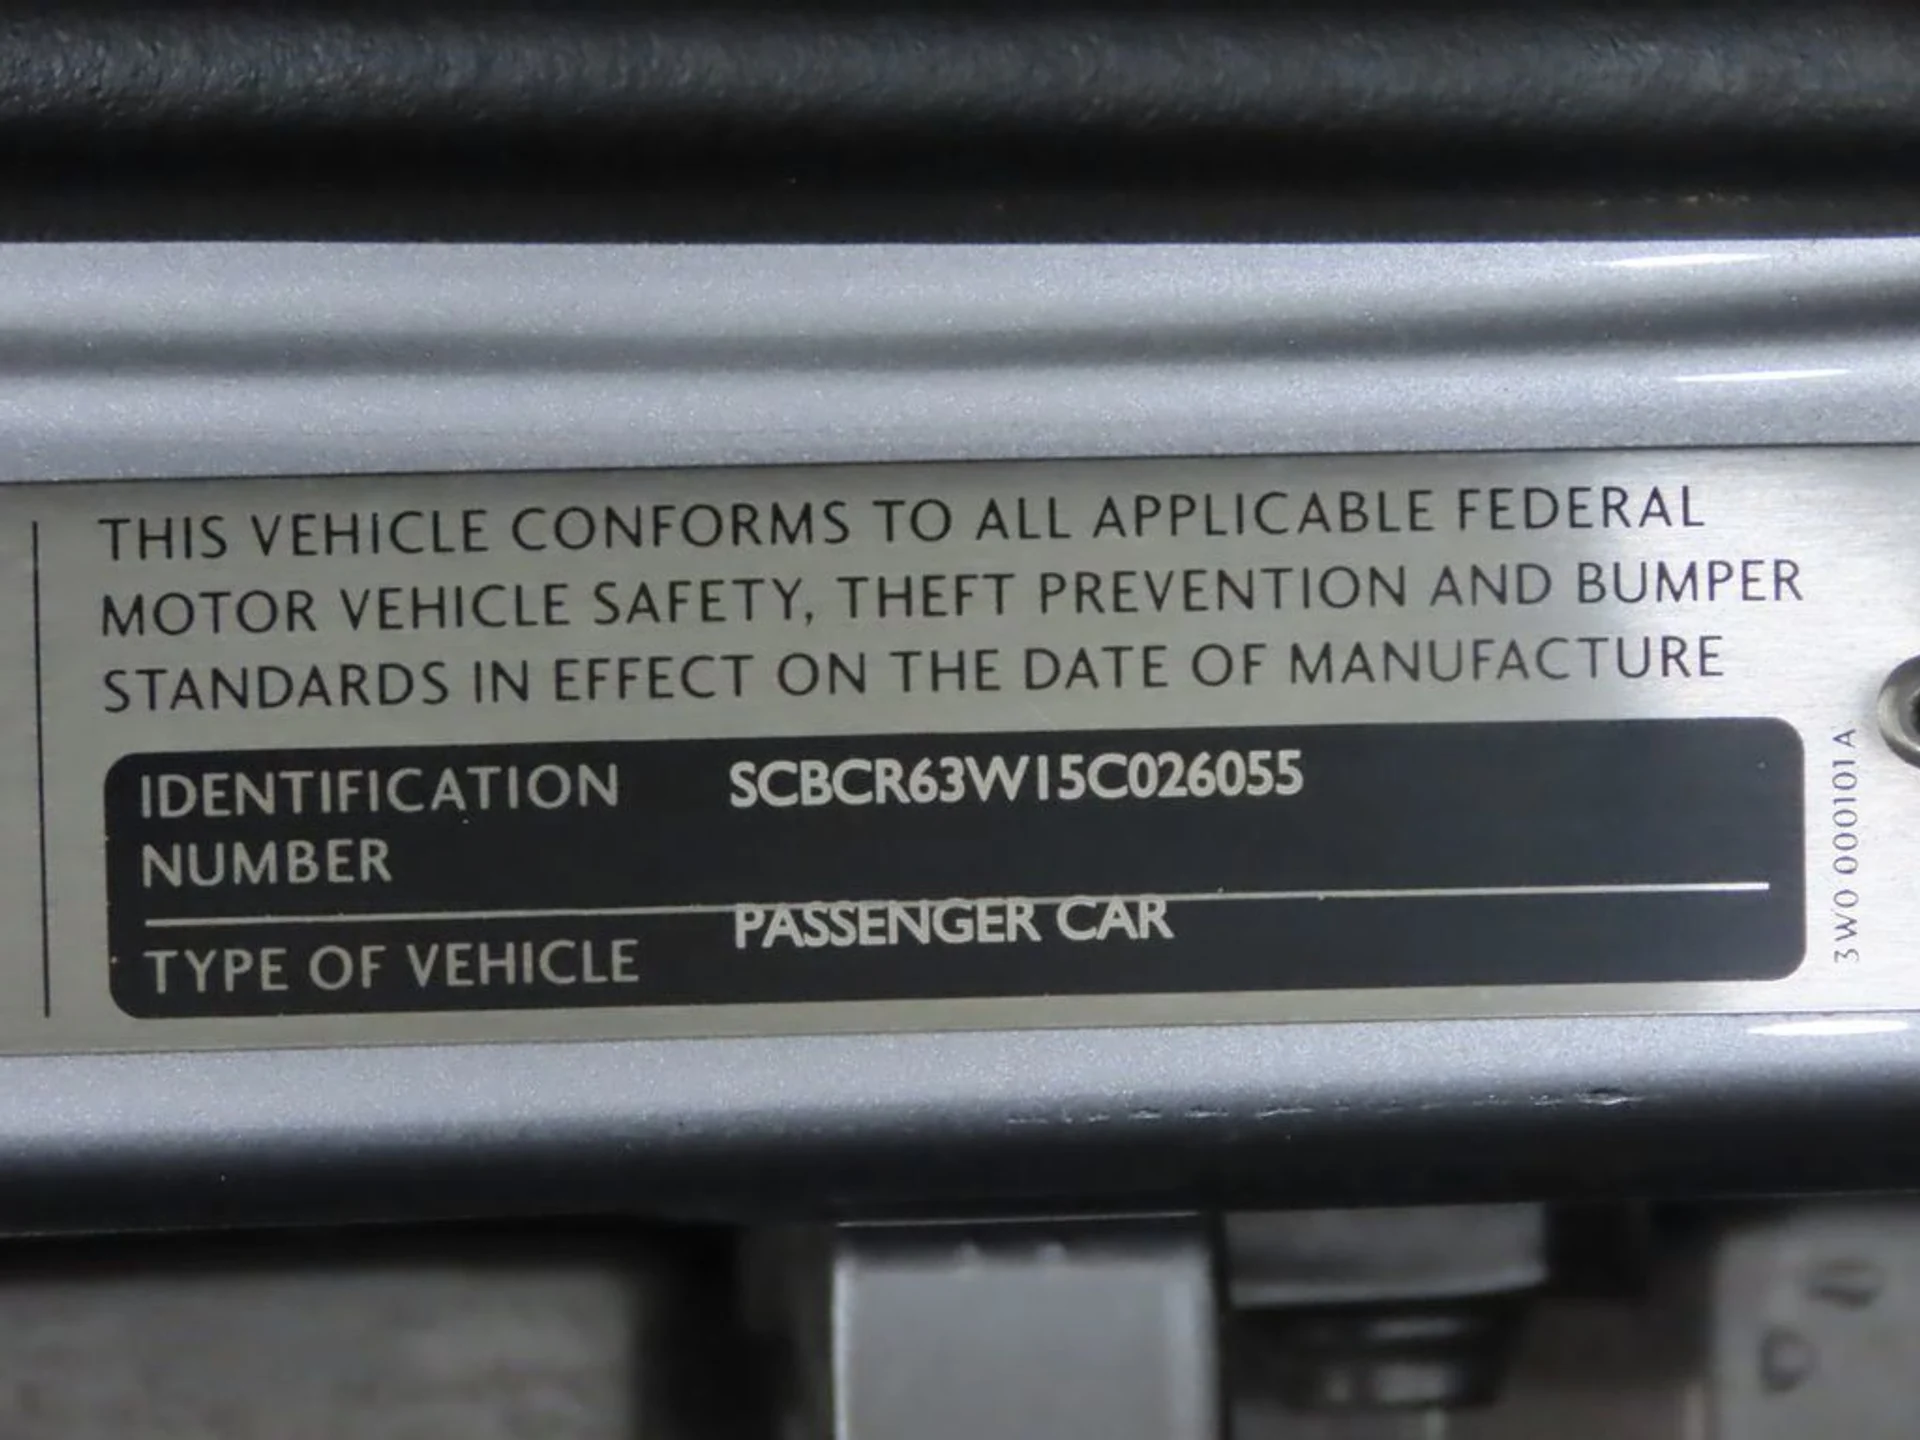 THIS VEHICLE CONFORMS TO ALL APPLICABLE FEDERAL
MOTOR VEHICLE SAFETY, THEFT PREVENTION AND BUMPER
STANDARDS IN EFFECT ON THE DATE OF MANUFACTURE
IDENTIFICATION SCBCR63W15C026055
NUMBER
PASSENGER CAR
TYPE OF VEHICLE
3W0 000101 A